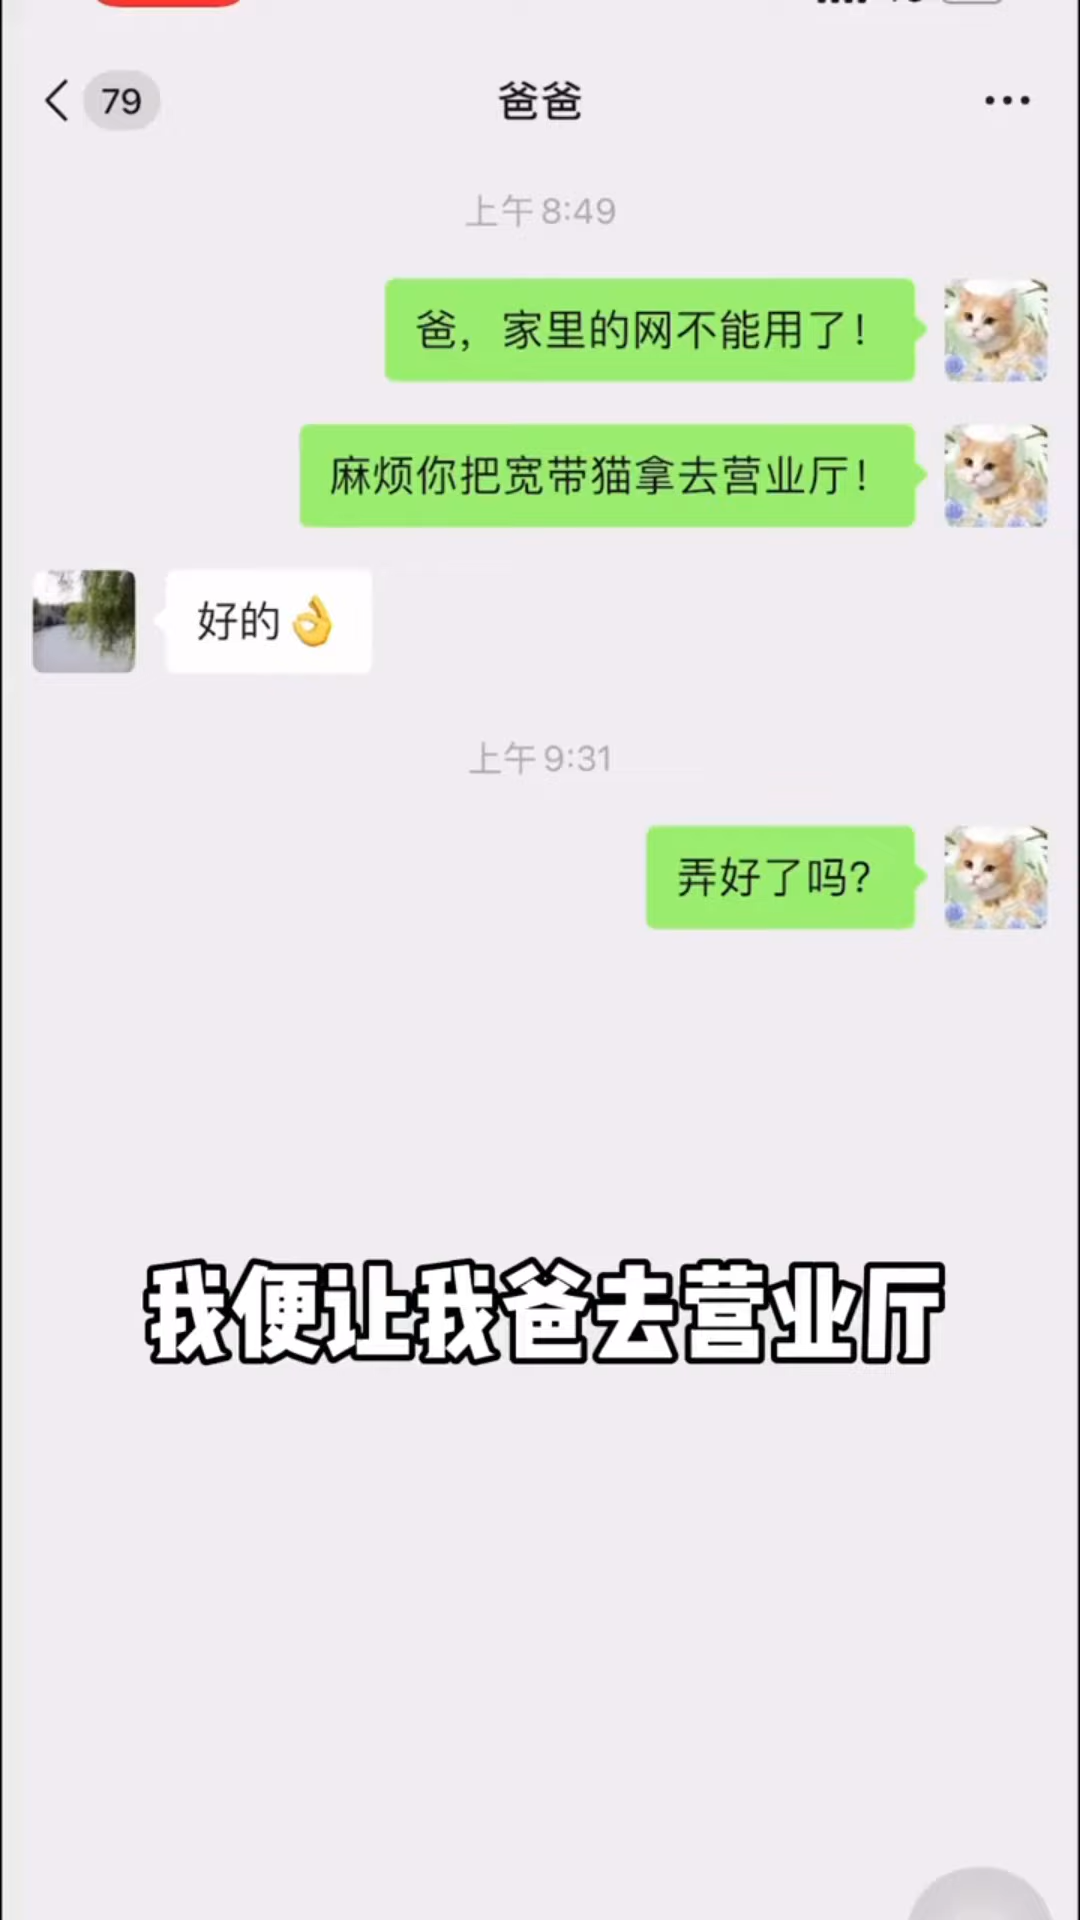 79
爸爸
上午 8:49
爸，家里的网不能用了！
麻烦你把宽带猫拿去营业厅！
好的👌
上午 9:31
弄好了吗？
我便让我爸去营业厅